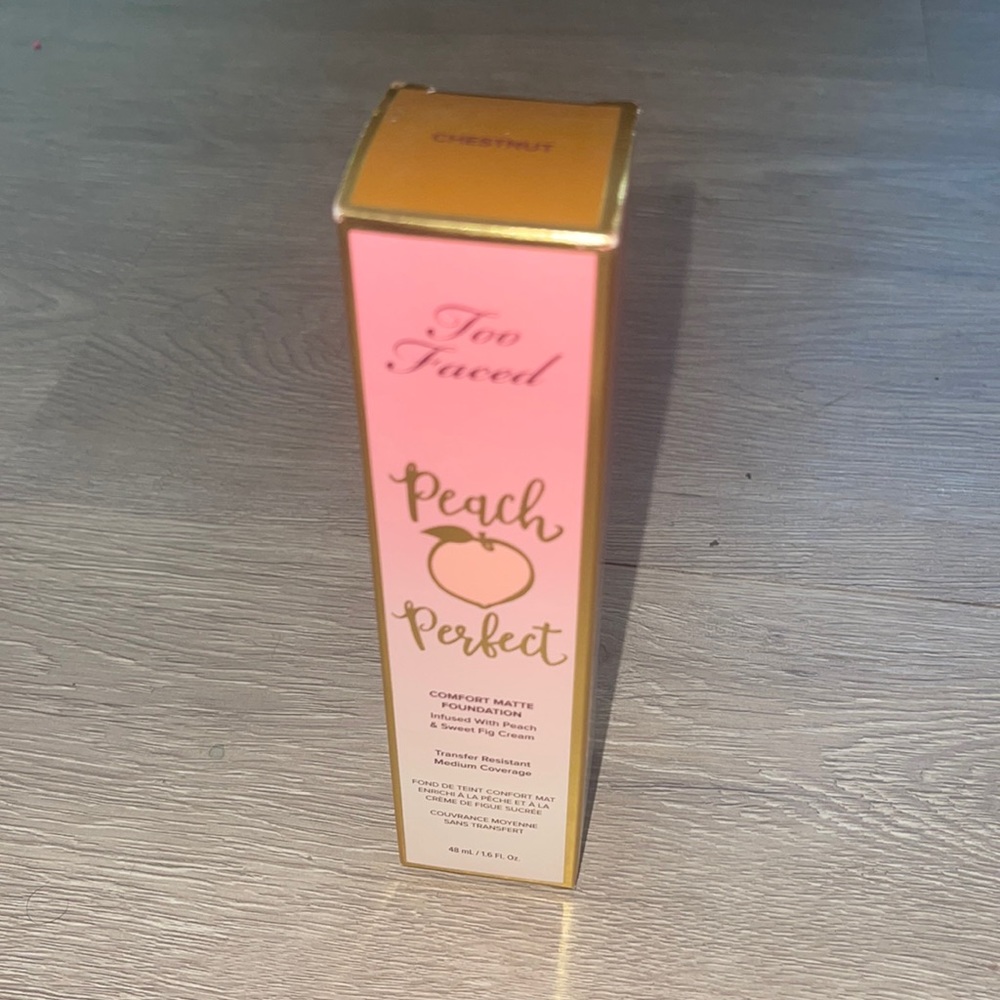 CHESTNUT
Too
Faced
Peach
Perfect
COMFORT MATTE
FOUNDATION
Infused With Peach
& Sweet Fig Cream
Transfer Resistant
Medium Coverage
FOND DE TEINT CONFORT MAT
ENRICHI À LA PÊCHE ET À LA
CRÈME DE FIGUE SUCRÉE
COUVRANCE MOYENNE
SANS TRANSFERT
48 mL / 1.6 Fl. Oz.